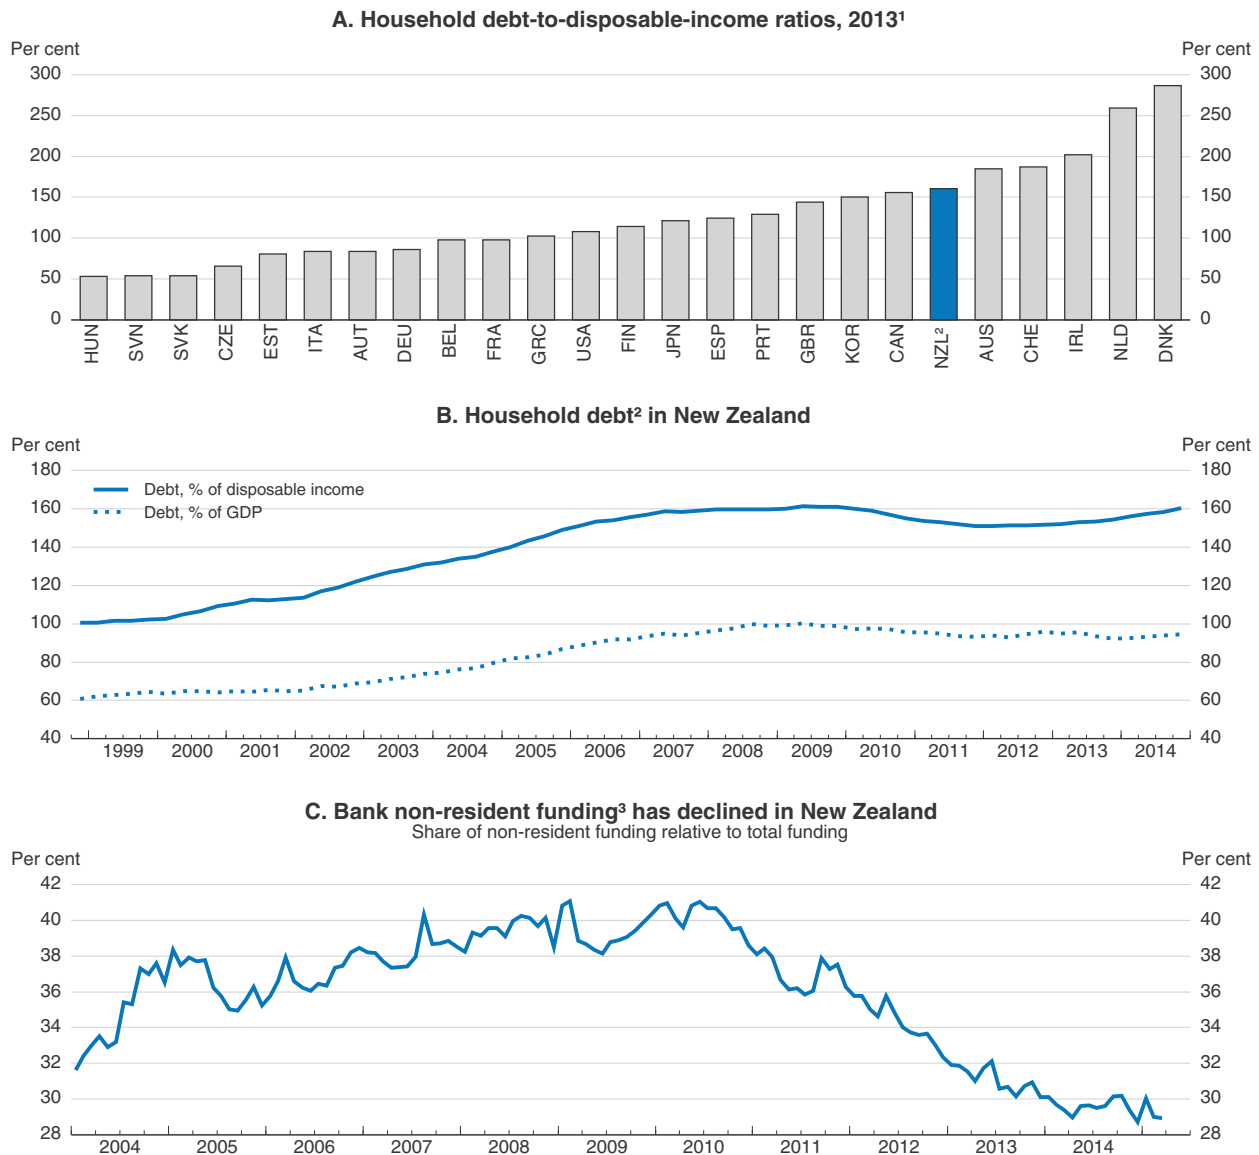 A. Household debt-to-disposable-income ratios, 2013¹
Per cent Per cent
300 300
250 250
200 200
150 150
100 100
50 50
0 0
HUN SVN SVK CZE EST ITA AUT DEU BEL FRA GRC USA FIN JPN ESP PRT GBR KOR CAN NZL² AUS CHE IRL NLD DNK
B. Household debt² in New Zealand
Per cent Per cent
180 180
Debt, % of disposable income
160 160
Debt, % of GDP
140 140
120 120
100 100
80 80
60 60
40 40
1999 2000 2001 2002 2003 2004 2005 2006 2007 2008 2009 2010 2011 2012 2013 2014
C. Bank non-resident funding³ has declined in New Zealand
Share of non-resident funding relative to total funding
Per cent Per cent
42 42
40 40
38 38
36 36
34 34
32 32
30 30
28 28
2004 2005 2006 2007 2008 2009 2010 2011 2012 2013 2014